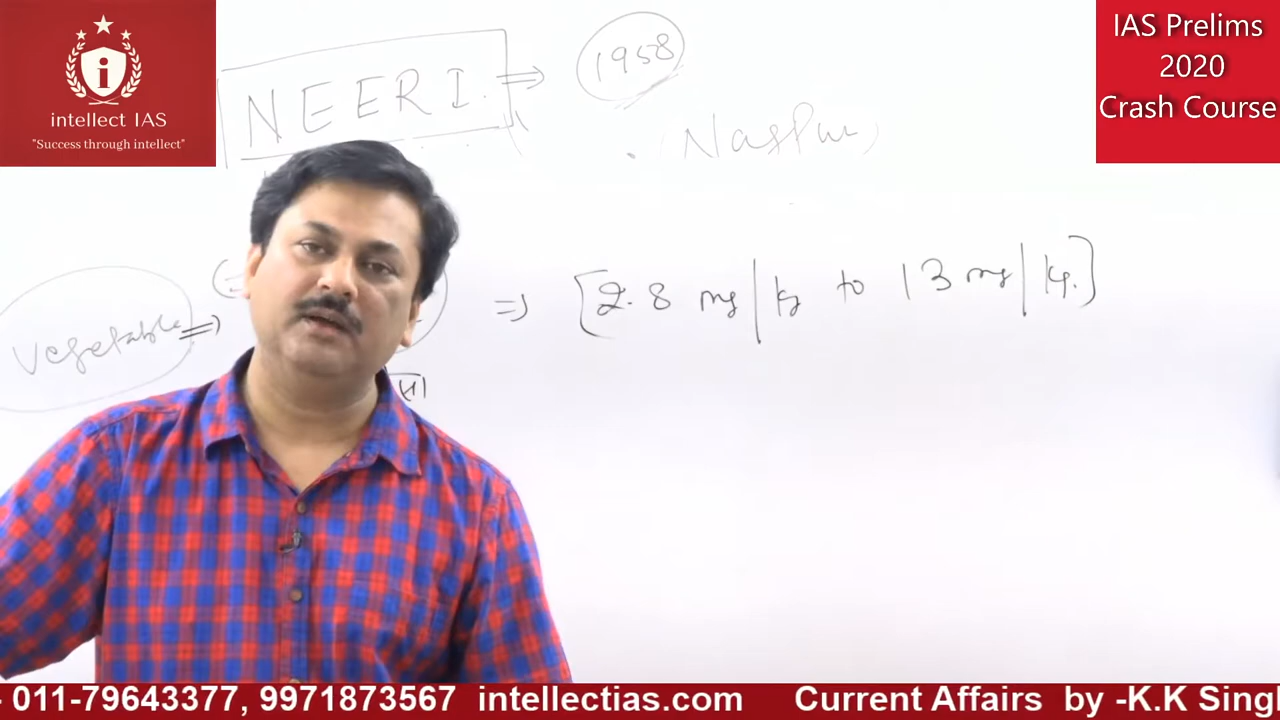 intellect IAS
"Success through intellect"
IAS Prelims
2020
Crash Course
NEERI ⇒ 1958
(Nagpur)
Vegetable ⇒
⇒ [2.8 mg/kg to 13 mg/kg.]
- 011-79643377, 9971873567 intellectias.com Current Affairs by -K.K Singh